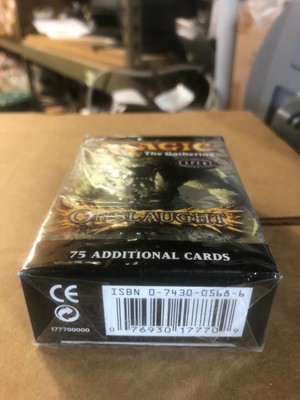 MAGIC
The Gathering
ONSLAUGHT
75 ADDITIONAL CARDS
CE
177700000
ISBN 0-7430-0568-6
0 76930 17770 9